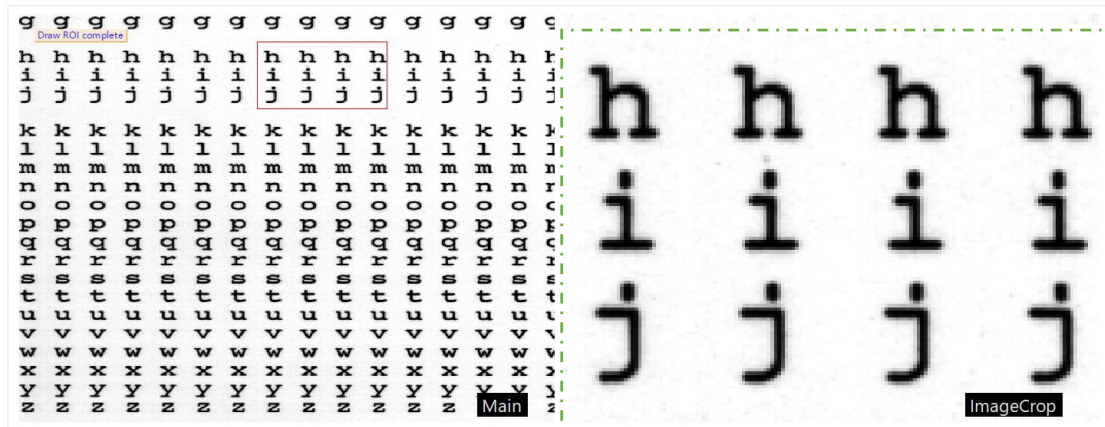 g g g g g g g g g g g g g g g
Draw ROI complete
h h h h h h h h h h h h h h h
i i i i i i i i i i i i i i i
j j j j j j j j j j j j j j j
k k k k k k k k k k k k k k k
l l l l l l l l l l l l l l l
m m m m m m m m m m m m m m m
n n n n n n n n n n n n n n n
o o o o o o o o o o o o o o o
p p p p p p p p p p p p p p p
q q q q q q q q q q q q q q q
r r r r r r r r r r r r r r r
s s s s s s s s s s s s s s s
t t t t t t t t t t t t t t t
u u u u u u u u u u u u u u u
v v v v v v v v v v v v v v v
w w w w w w w w w w w w w w w
x x x x x x x x x x x x x x x
y y y y y y y y y y y y y y y
z z z z z z z z z z z z z
Main
h h h h
i i i i
j j j j
ImageCrop